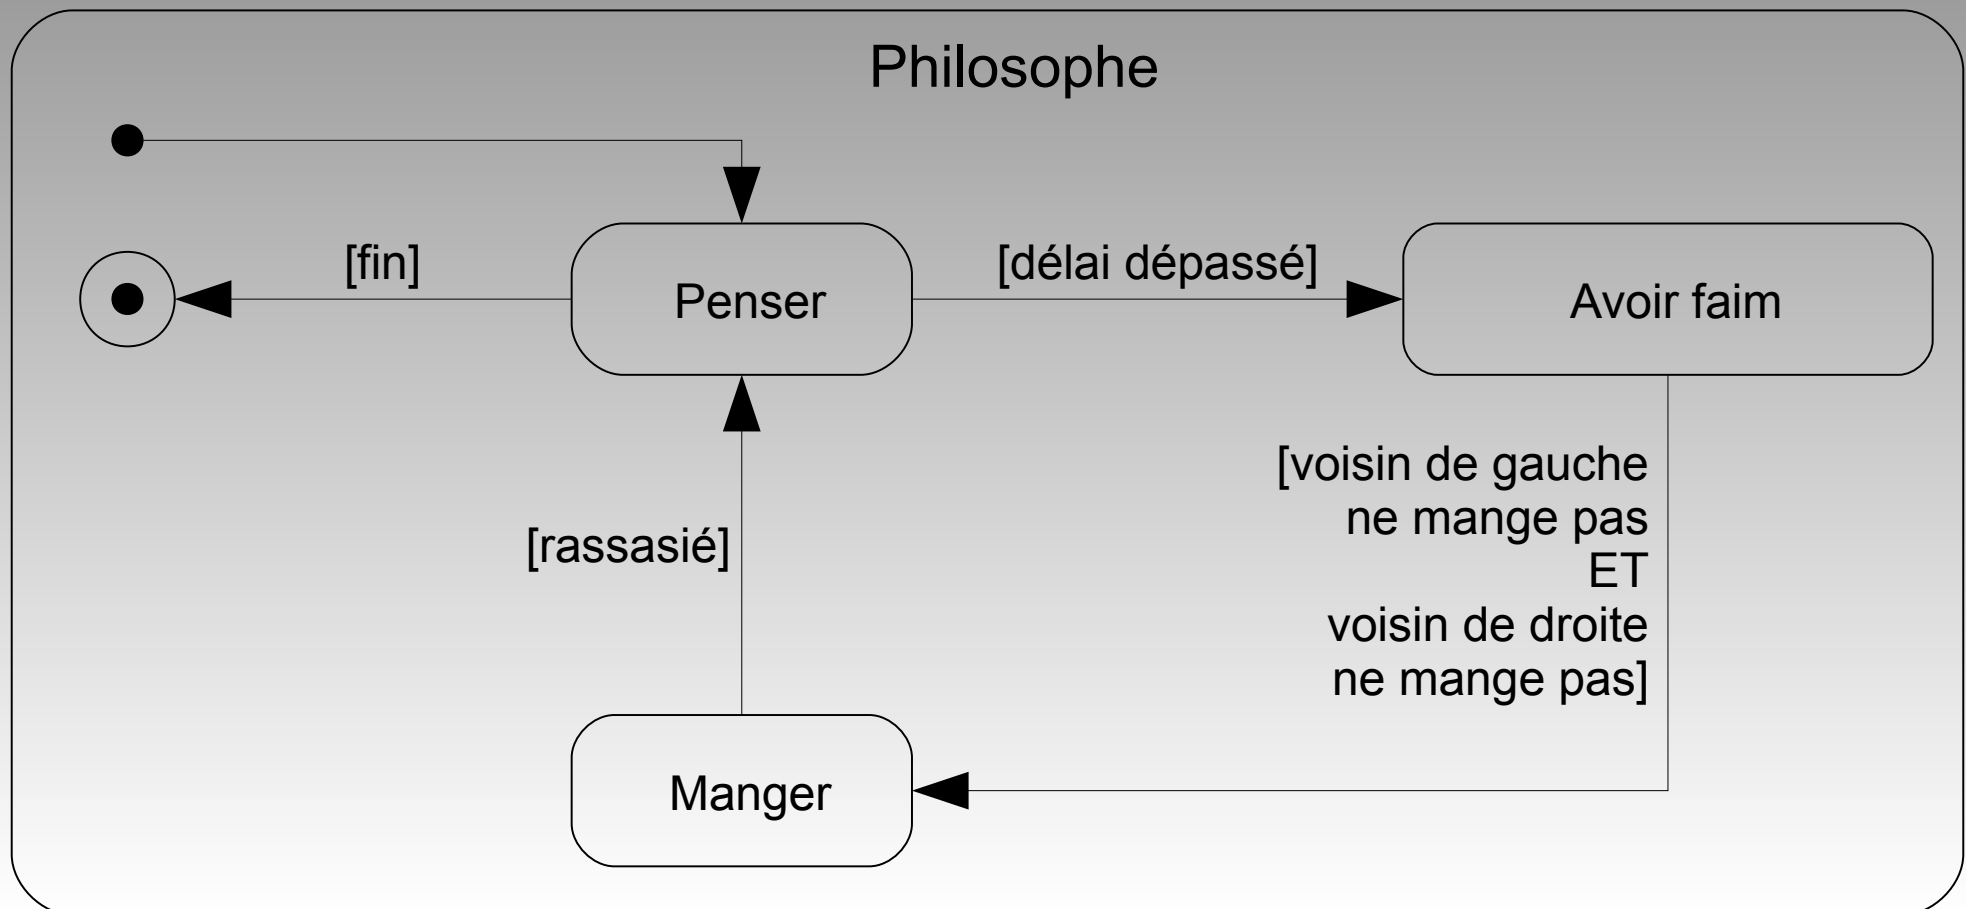 Philosophe
[fin]
[délai dépassé]
Penser
Avoir faim
[voisin de gauche
ne mange pas
ET
voisin de droite
ne mange pas]
[rassasié]
Manger